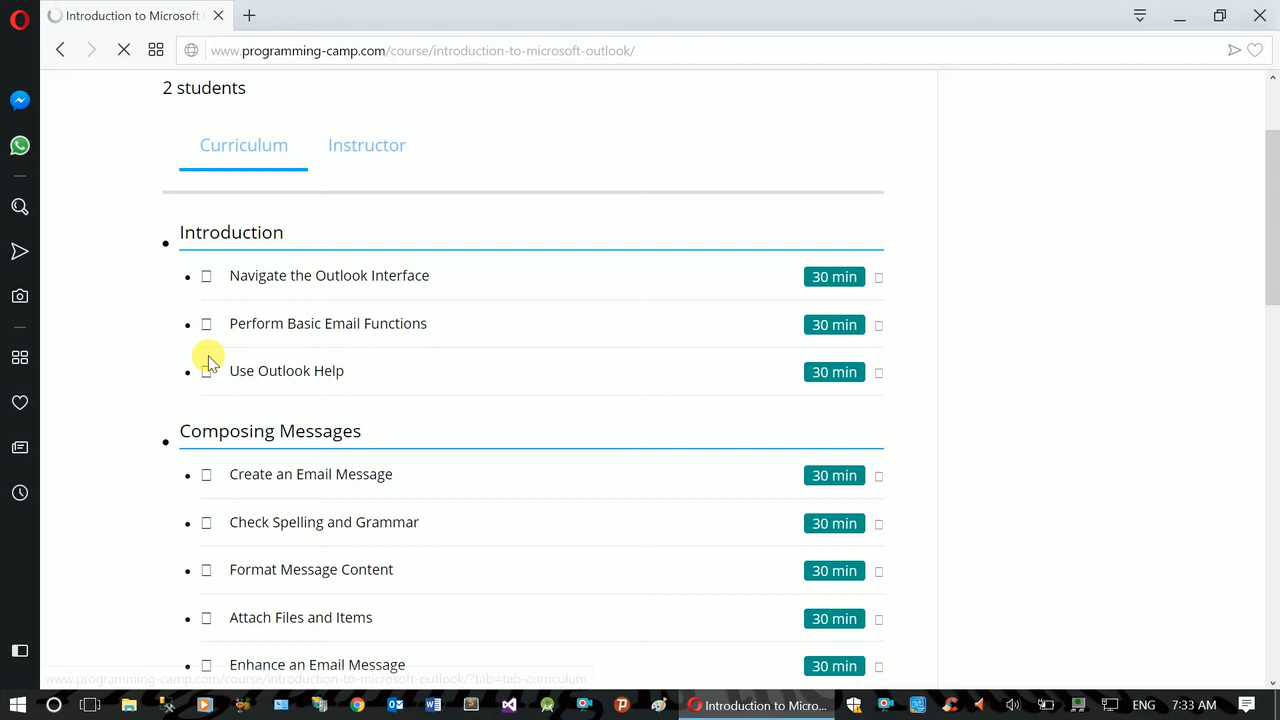 Introduction to Microsoft
www.programming-camp.com/course/introduction-to-microsoft-outlook/
2 students
Curriculum
Instructor
Introduction
Navigate the Outlook Interface
30 min
Perform Basic Email Functions
30 min
Use Outlook Help
30 min
Composing Messages
Create an Email Message
30 min
Check Spelling and Grammar
30 min
Format Message Content
30 min
Attach Files and Items
30 min
Enhance an Email Message
30 min
www.programming-camp.com/course/introduction-to-microsoft-outlook/?tab=tab-curriculum
Introduction to Micro...
ENG
7:33 AM